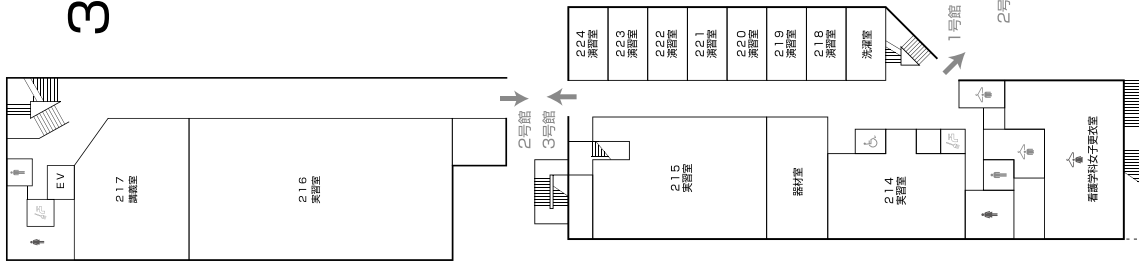 3
224
演習室
223
演習室
222
演習室
221
演習室
220
演習室
219
演習室
218
演習室
洗濯室
1号館
2号
2号館
3号館
EV
217
講義室
216
実習室
215
実習室
器材室
214
実習室
看護学科女子更衣室